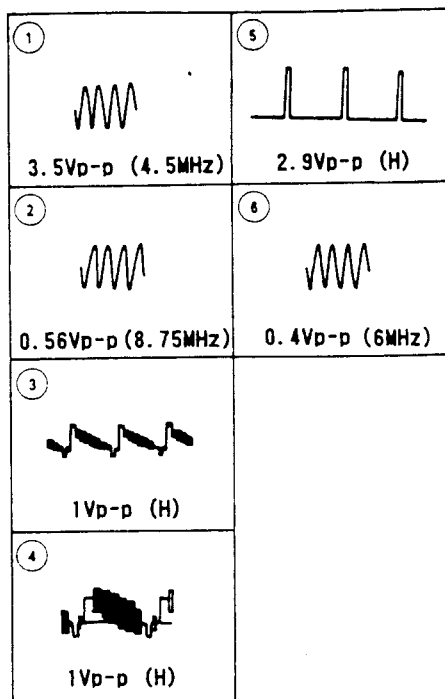 1
3.5Vp-p (4.5MHz)
5
2.9Vp-p (H)
2
0.56Vp-p (8.75MHz)
6
0.4Vp-p (6MHz)
3
1Vp-p (H)
4
1Vp-p (H)